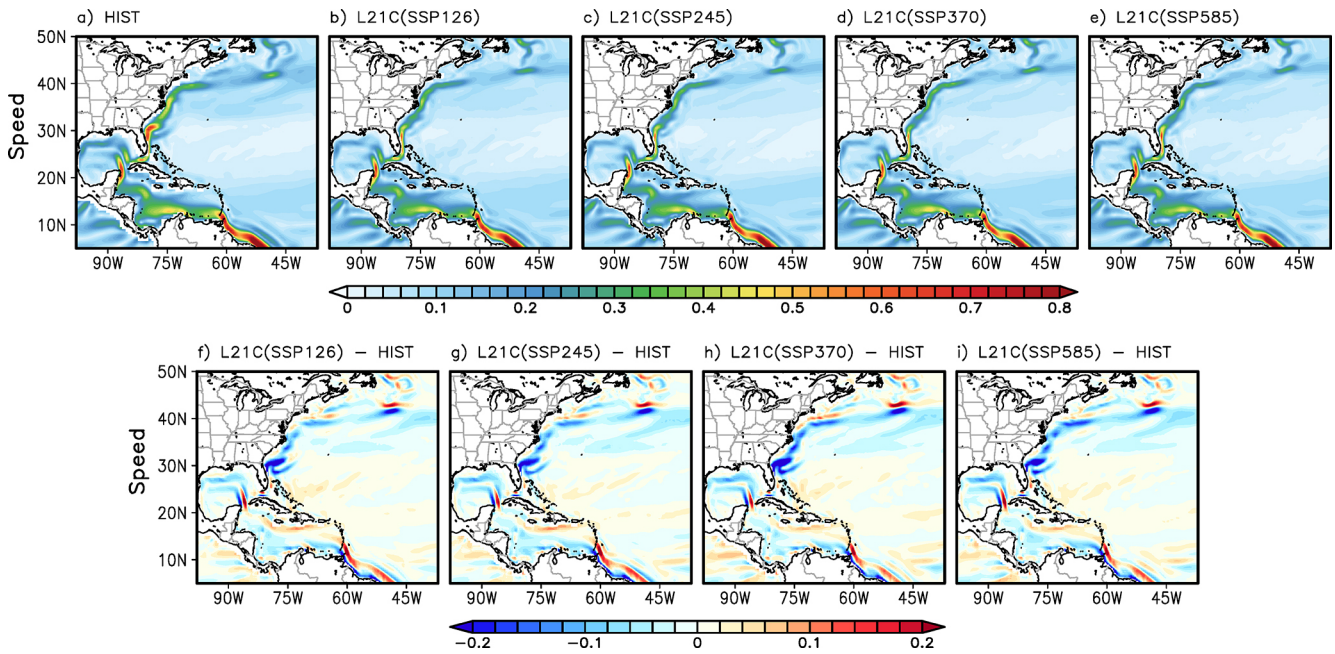 a) HIST
b) L21C(SSP126)
c) L21C(SSP245)
d) L21C(SSP370)
e) L21C(SSP585)
Speed
50N
40N
30N
20N
10N
90W 75W 60W 45W
90W 75W 60W 45W
90W 75W 60W 45W
90W 75W 60W 45W
90W 75W 60W 45W
0 0.1 0.2 0.3 0.4 0.5 0.6 0.7 0.8
f) L21C(SSP126) – HIST
g) L21C(SSP245) – HIST
h) L21C(SSP370) – HIST
i) L21C(SSP585) – HIST
Speed
50N
40N
30N
20N
10N
90W 75W 60W 45W
90W 75W 60W 45W
90W 75W 60W 45W
90W 75W 60W 45W
−0.2 −0.1 0 0.1 0.2